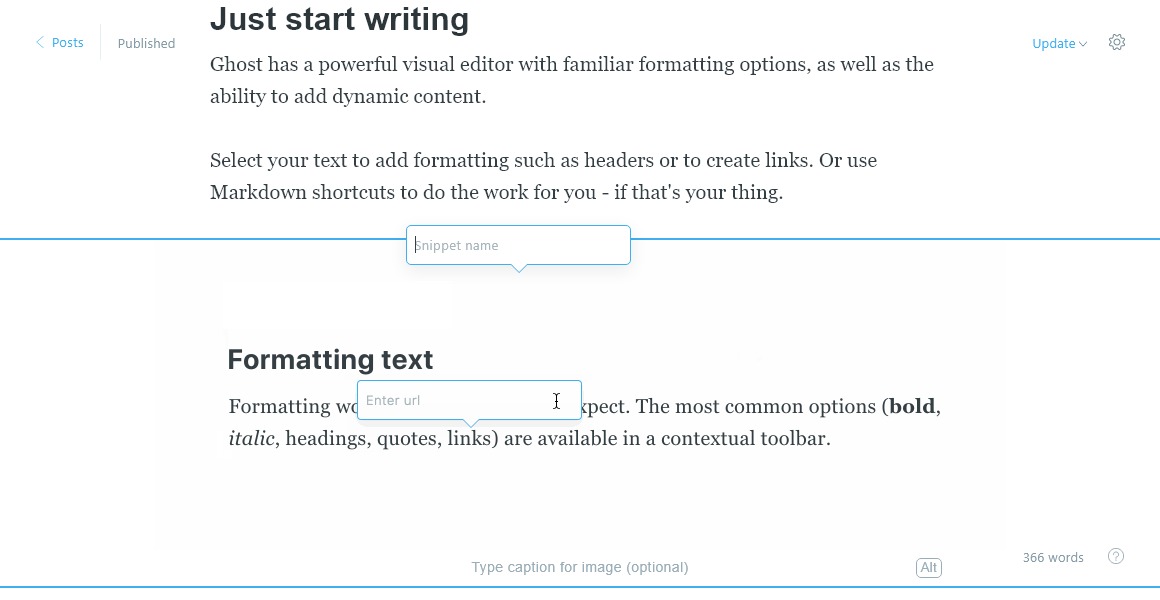 Just start writing
Posts
Published
Update
Ghost has a powerful visual editor with familiar formatting options, as well as the
ability to add dynamic content.
Select your text to add formatting such as headers or to create links. Or use
Markdown shortcuts to do the work for you - if that's your thing.
Snippet name
Formatting text
Enter url
Formatting xpect. The most common options (bold,
italic, headings, quotes, links) are available in a contextual toolbar.
366 words
?
Type caption for image (optional)
Alt